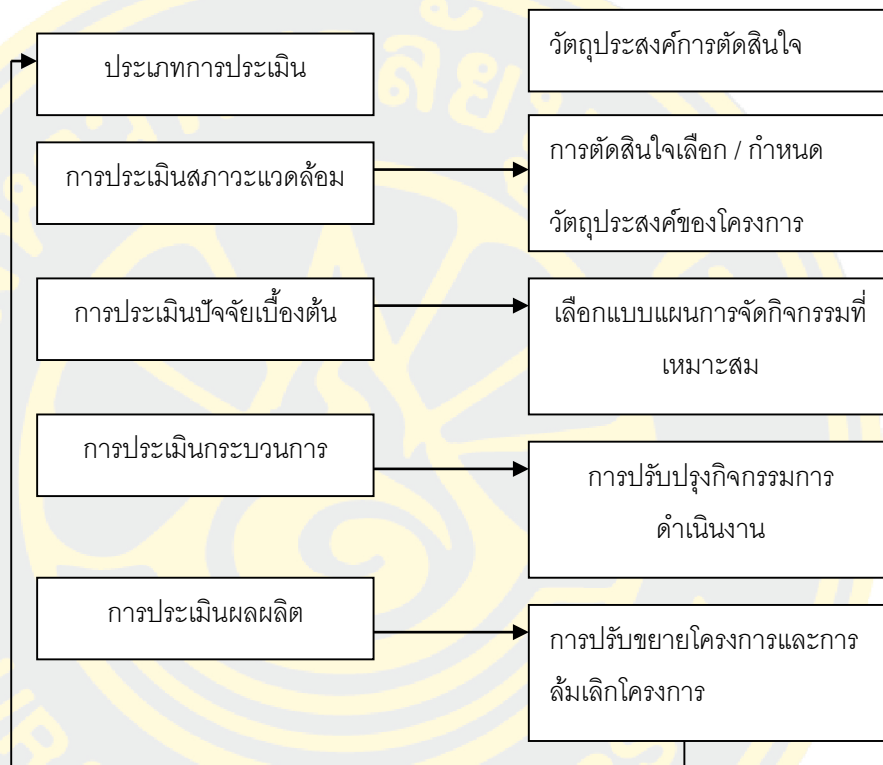 ประเภทการประเมิน
วัตถุประสงค์การตัดสินใจ
การประเมินสภาวะแวดล้อม
การตัดสินใจเลือก / กำหนด
วัตถุประสงค์ของโครงการ
การประเมินปัจจัยเบื้องต้น
เลือกแบบแผนการจัดกิจกรรมที่
เหมาะสม
การประเมินกระบวนการ
การปรับปรุงกิจกรรมการ
ดำเนินงาน
การประเมินผลผลิต
การปรับขยายโครงการและการ
ล้มเลิกโครงการ